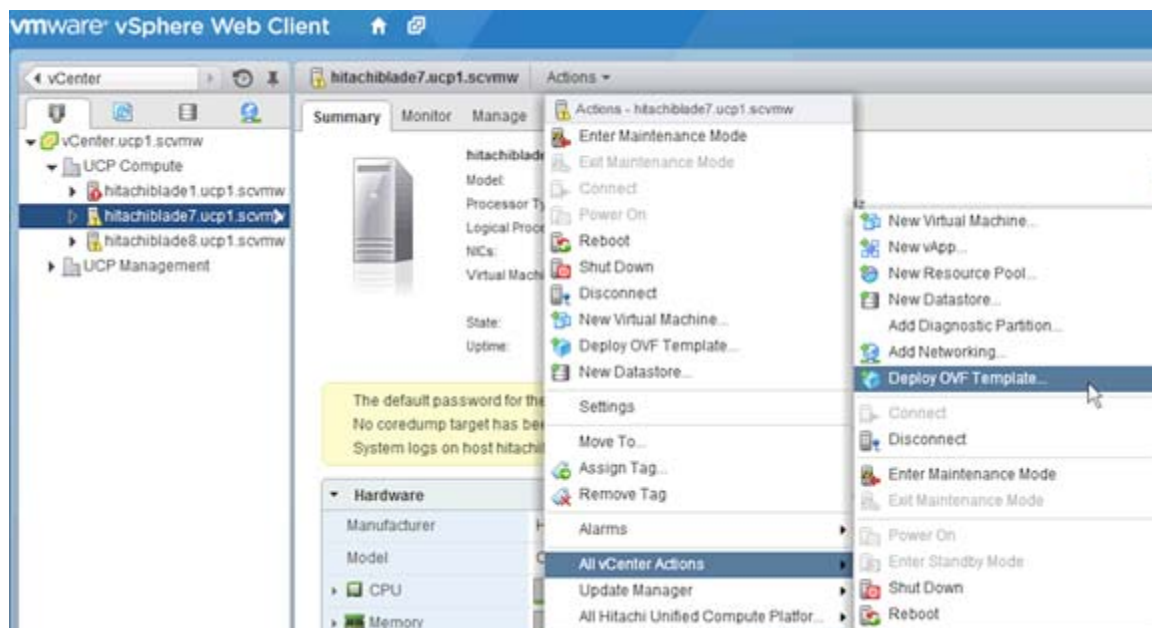 vmware vSphere Web Client
vCenter
hitachiblade7.ucp1.scvmw
Actions
Summary
Monitor
Manage
vCenter.ucp1.scvmw
UCP Compute
hitachiblade1.ucp1.scvmw
hitachiblade7.ucp1.scvmw
hitachiblade8.ucp1.scvmw
UCP Management
hitachiblade
Model:
Processor Ty
Logical Proce
NICs:
Virtual Machi
State:
Uptime:
The default password for the
No coredump target has bee
System logs on host hitachi
Hardware
Manufacturer
H
Model
CPU
Memory
Actions - hitachiblade7.ucp1.scvmw
Enter Maintenance Mode
Exit Maintenance Mode
Connect
Power On
Reboot
Shut Down
Disconnect
New Virtual Machine...
Deploy OVF Template...
New Datastore...
Settings
Move To...
Assign Tag...
Remove Tag
Alarms
All vCenter Actions
Update Manager
All Hitachi Unified Compute Platfor...
New Virtual Machine...
New vApp...
New Resource Pool...
New Datastore...
Add Diagnostic Partition...
Add Networking...
Deploy OVF Template...
Connect
Disconnect
Enter Maintenance Mode
Exit Maintenance Mode
Power On
Enter Standby Mode
Shut Down
Reboot